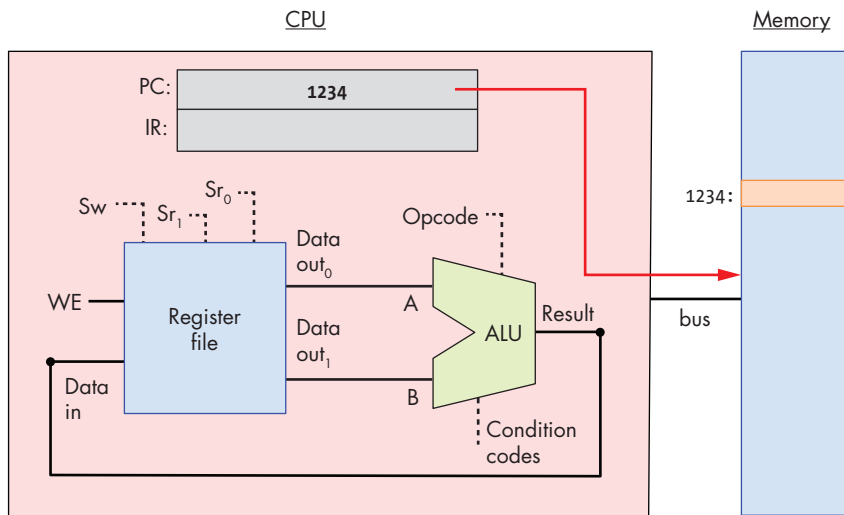 CPU
Memory
PC: 1234
IR:
1234:
Sw
Sr1
Sr0
Opcode
Data
out0
WE
Register
file
A
ALU
Result
bus
Data
out1
Data
in
B
Condition
codes